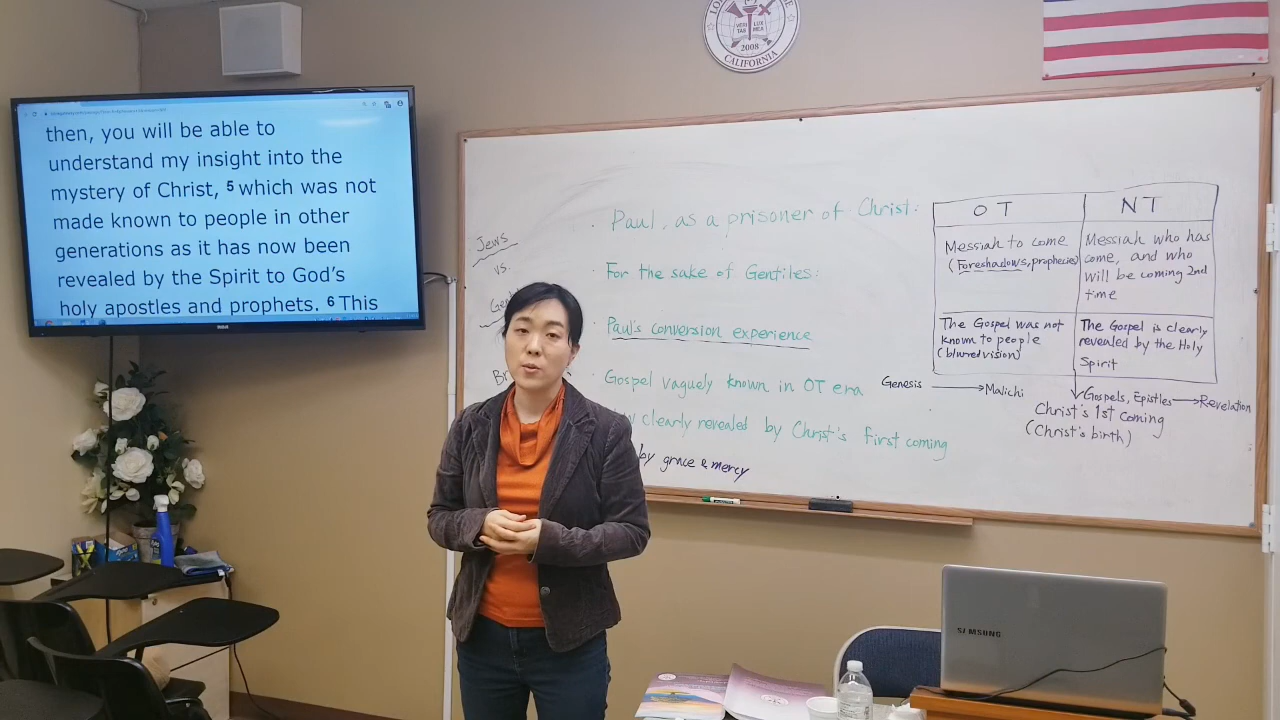 then, you will be able to
understand my insight into the
mystery of Christ, 5 which was not
made known to people in other
generations as it has now been
revealed by the Spirit to God's
holy apostles and prophets. 6 This
RCA
VERI TAS
LUX MEA
2008
CALIFORNIA
Jews
vs.
· Paul, as a prisoner of Christ:
· For the sake of Gentiles:
· Paul's conversion experience
· Gospel vaguely known in OT era
clearly revealed by Christ's first coming
by grace & mercy
OT
NT
Messiah to come
(Foreshadows, prophecies)
Messiah who has
come, and who
will be coming 2nd
time
The Gospel was not
known to people
(blured vision)
The Gospel is clearly
revealed by the Holy
Spirit
Genesis → Malichi
Gospels, Epistles → Revelation
Christ's 1st coming
(Christ's birth)
SAMSUNG